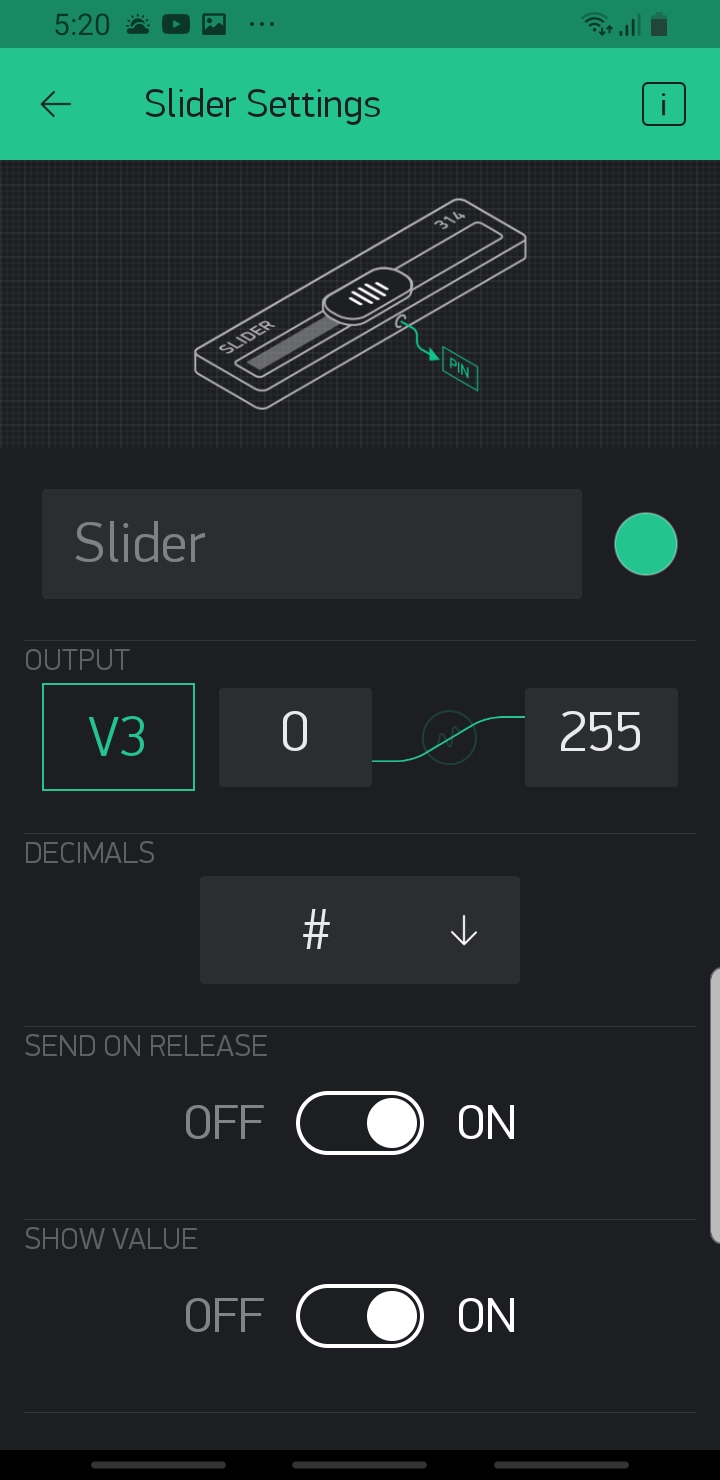 5:20
Slider Settings
i
314
SLIDER
PIN
Slider
OUTPUT
V3 0 255
DECIMALS
#
SEND ON RELEASE
OFF ON
SHOW VALUE
OFF ON